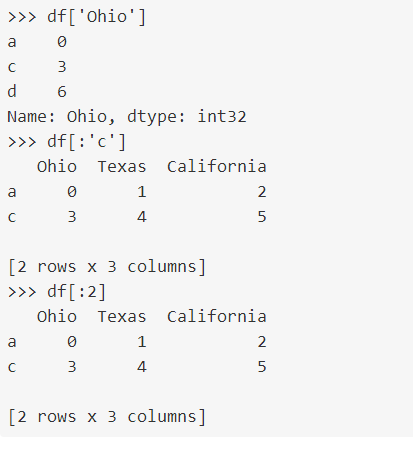 >>> df['Ohio']
a    0
c    3
d    6
Name: Ohio, dtype: int32
>>> df[:'c']
   Ohio  Texas  California
a     0      1           2
c     3      4           5
[2 rows x 3 columns]
>>> df[:2]
   Ohio  Texas  California
a     0      1           2
c     3      4           5
[2 rows x 3 columns]